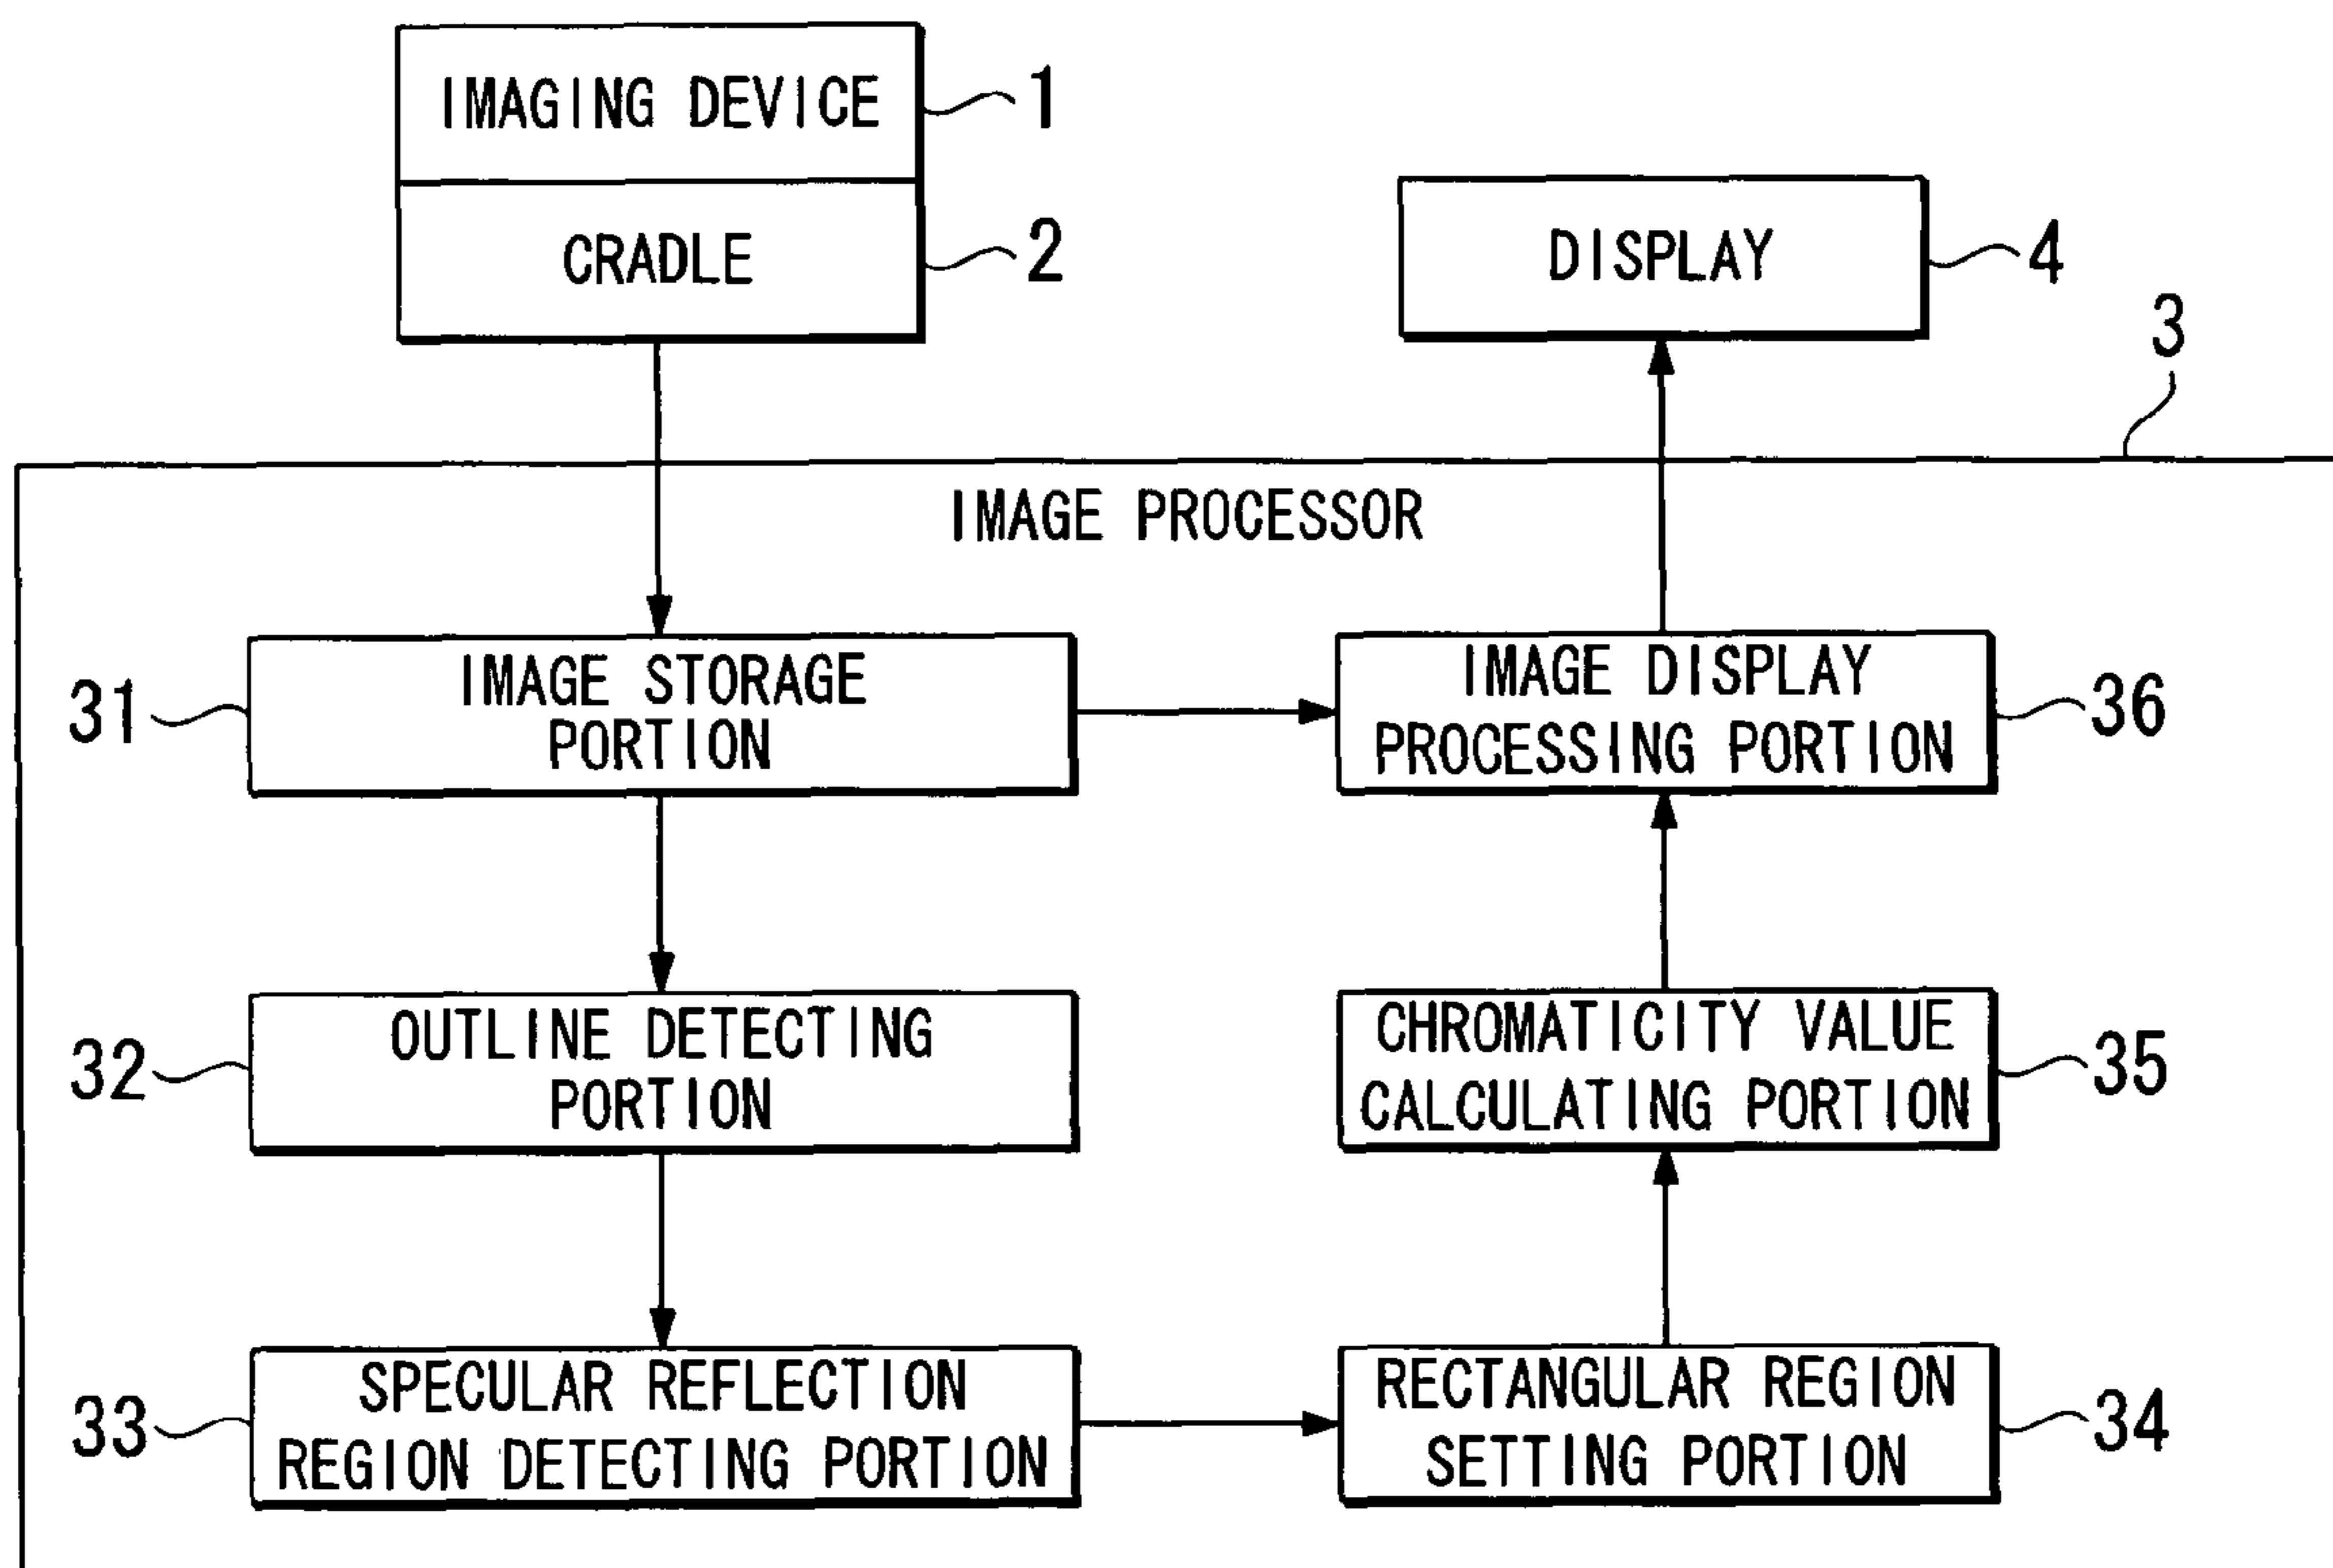 IMAGING DEVICE
1
CRADLE
2
DISPLAY
4
3
IMAGE PROCESSOR
31
IMAGE STORAGE
PORTION
IMAGE DISPLAY
PROCESSING PORTION
36
32
OUTLINE DETECTING
PORTION
CHROMATICITY VALUE
CALCULATING PORTION
35
33
SPECULAR REFLECTION
REGION DETECTING PORTION
RECTANGULAR REGION
SETTING PORTION
34